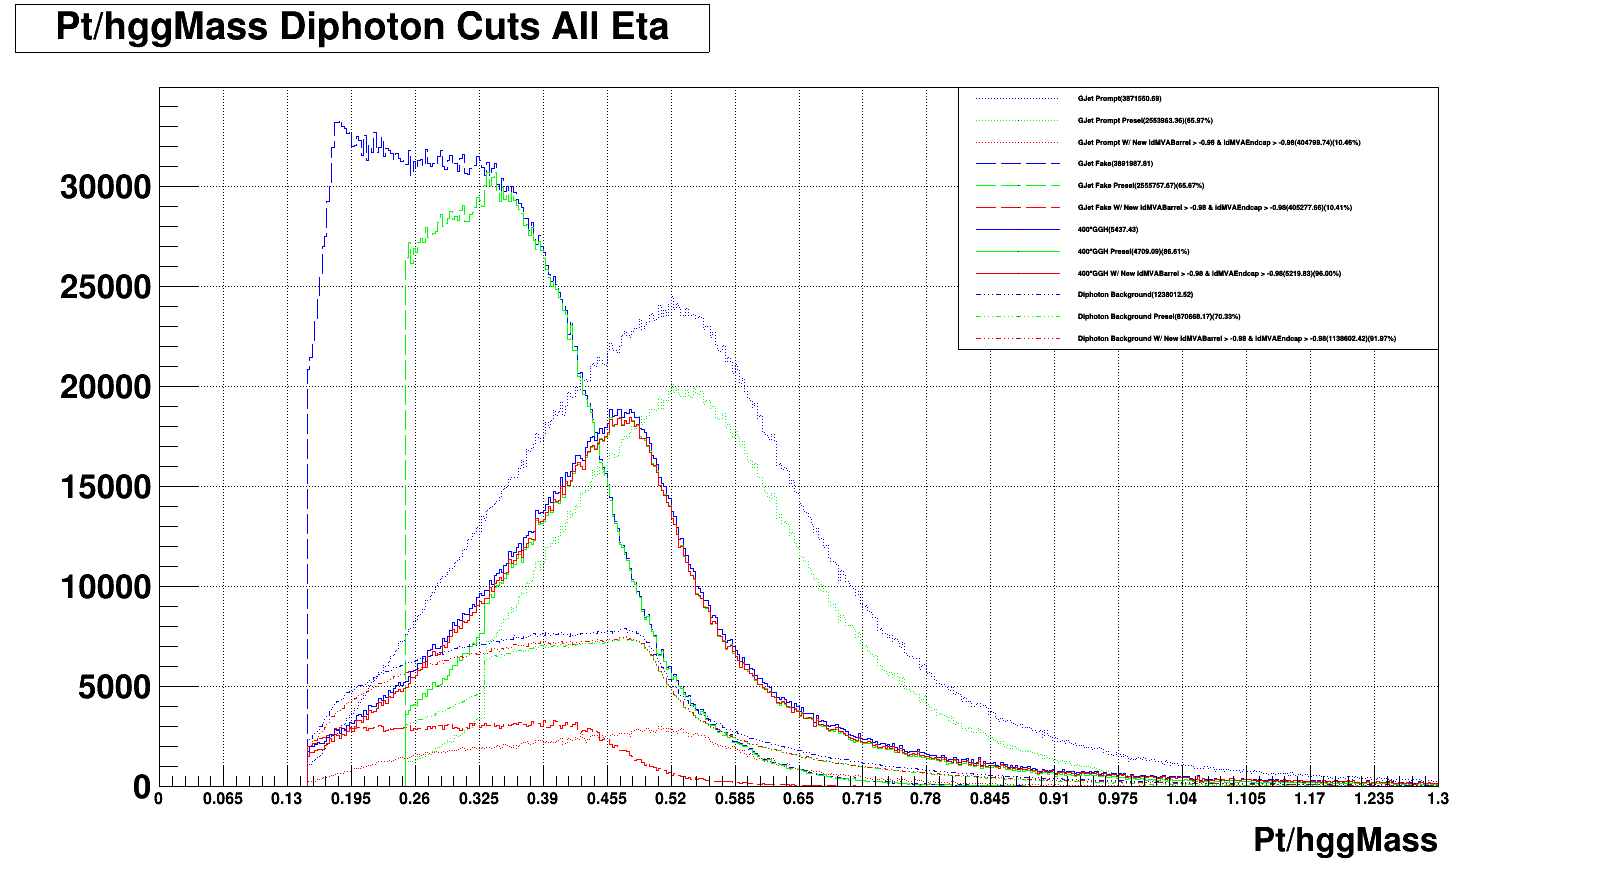 Pt/hggMass Diphoton Cuts All Eta
GJet Prompt(3871550.69)
GJet Prompt Presel(2553963.36)(65.97%)
GJet Prompt W/ New IdMVABarrel > -0.98 & IdMVAEndcap > -0.98(404799.74)(10.46%)
GJet Fake(3891987.81)
GJet Fake Presel(2555757.67)(65.67%)
GJet Fake W/ New IdMVABarrel > -0.98 & IdMVAEndcap > -0.98(405277.66)(10.41%)
400*GGH(5437.43)
400*GGH Presel(4709.09)(86.61%)
400*GGH W/ New IdMVABarrel > -0.98 & IdMVAEndcap > -0.98(5219.83)(96.00%)
Diphoton Background(1238012.52)
Diphoton Background Presel(870668.17)(70.33%)
Diphoton Background W/ New IdMVABarrel > -0.98 & IdMVAEndcap > -0.98(1138602.42)(91.97%)
30000
25000
20000
15000
10000
5000
0
0 0.065 0.13 0.195 0.26 0.325 0.39 0.455 0.52 0.585 0.65 0.715 0.78 0.845 0.91 0.975 1.04 1.105 1.17 1.235 1.3
Pt/hggMass